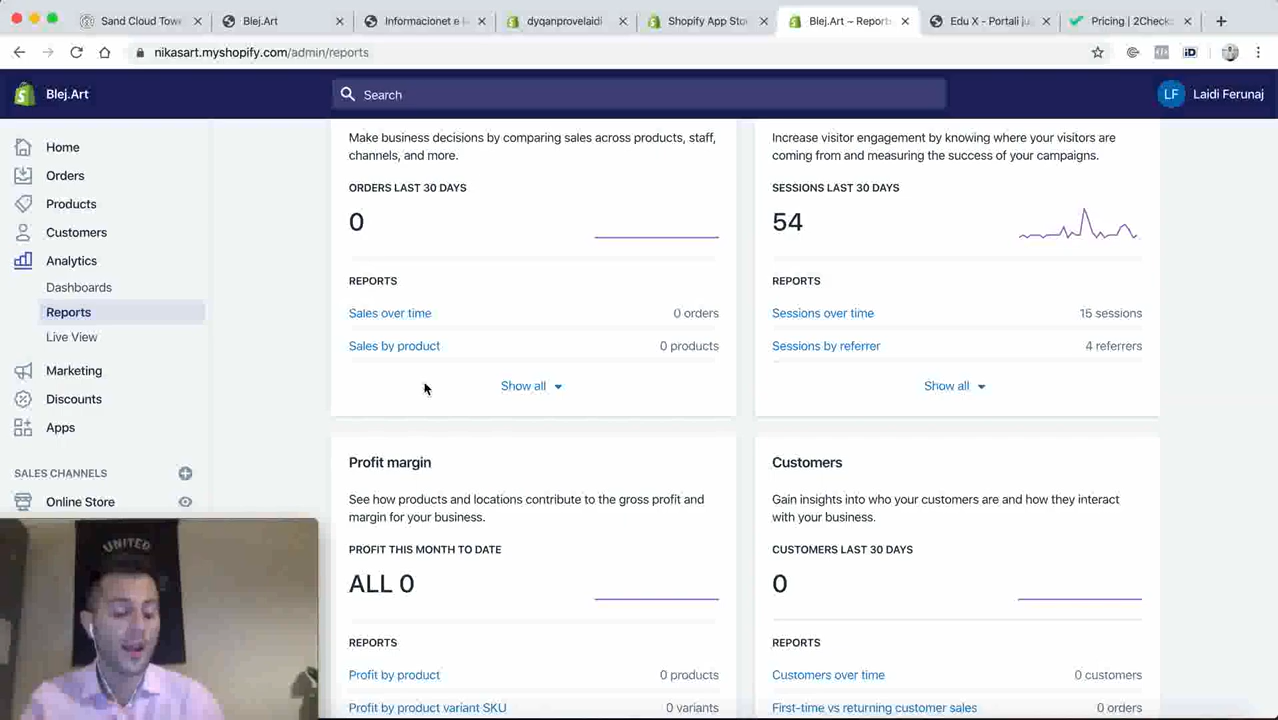 Sand Cloud Tow
Blej.Art
Informacionet e
dyqanprovelaidi
Shopify App Sto
Blej.Art ~ Report
Edu X - Portali ju
Pricing | 2Check
nikasart.myshopify.com/admin/reports
iD
Blej.Art
Search
LF
Laidi Ferunaj
Home
Orders
Products
Customers
Analytics
Dashboards
Reports
Live View
Marketing
Discounts
Apps
SALES CHANNELS
Online Store
Make business decisions by comparing sales across products, staff,
channels, and more.
ORDERS LAST 30 DAYS
0
REPORTS
Sales over time
0 orders
Sales by product
0 products
Show all
Increase visitor engagement by knowing where your visitors are
coming from and measuring the success of your campaigns.
SESSIONS LAST 30 DAYS
54
REPORTS
Sessions over time
15 sessions
Sessions by referrer
4 referrers
Show all
Profit margin
See how products and locations contribute to the gross profit and
margin for your business.
PROFIT THIS MONTH TO DATE
ALL 0
REPORTS
Profit by product
0 products
Profit by product variant SKU
0 variants
Customers
Gain insights into who your customers are and how they interact
with your business.
CUSTOMERS LAST 30 DAYS
0
REPORTS
Customers over time
0 customers
First-time vs returning customer sales
0 orders
UNITED